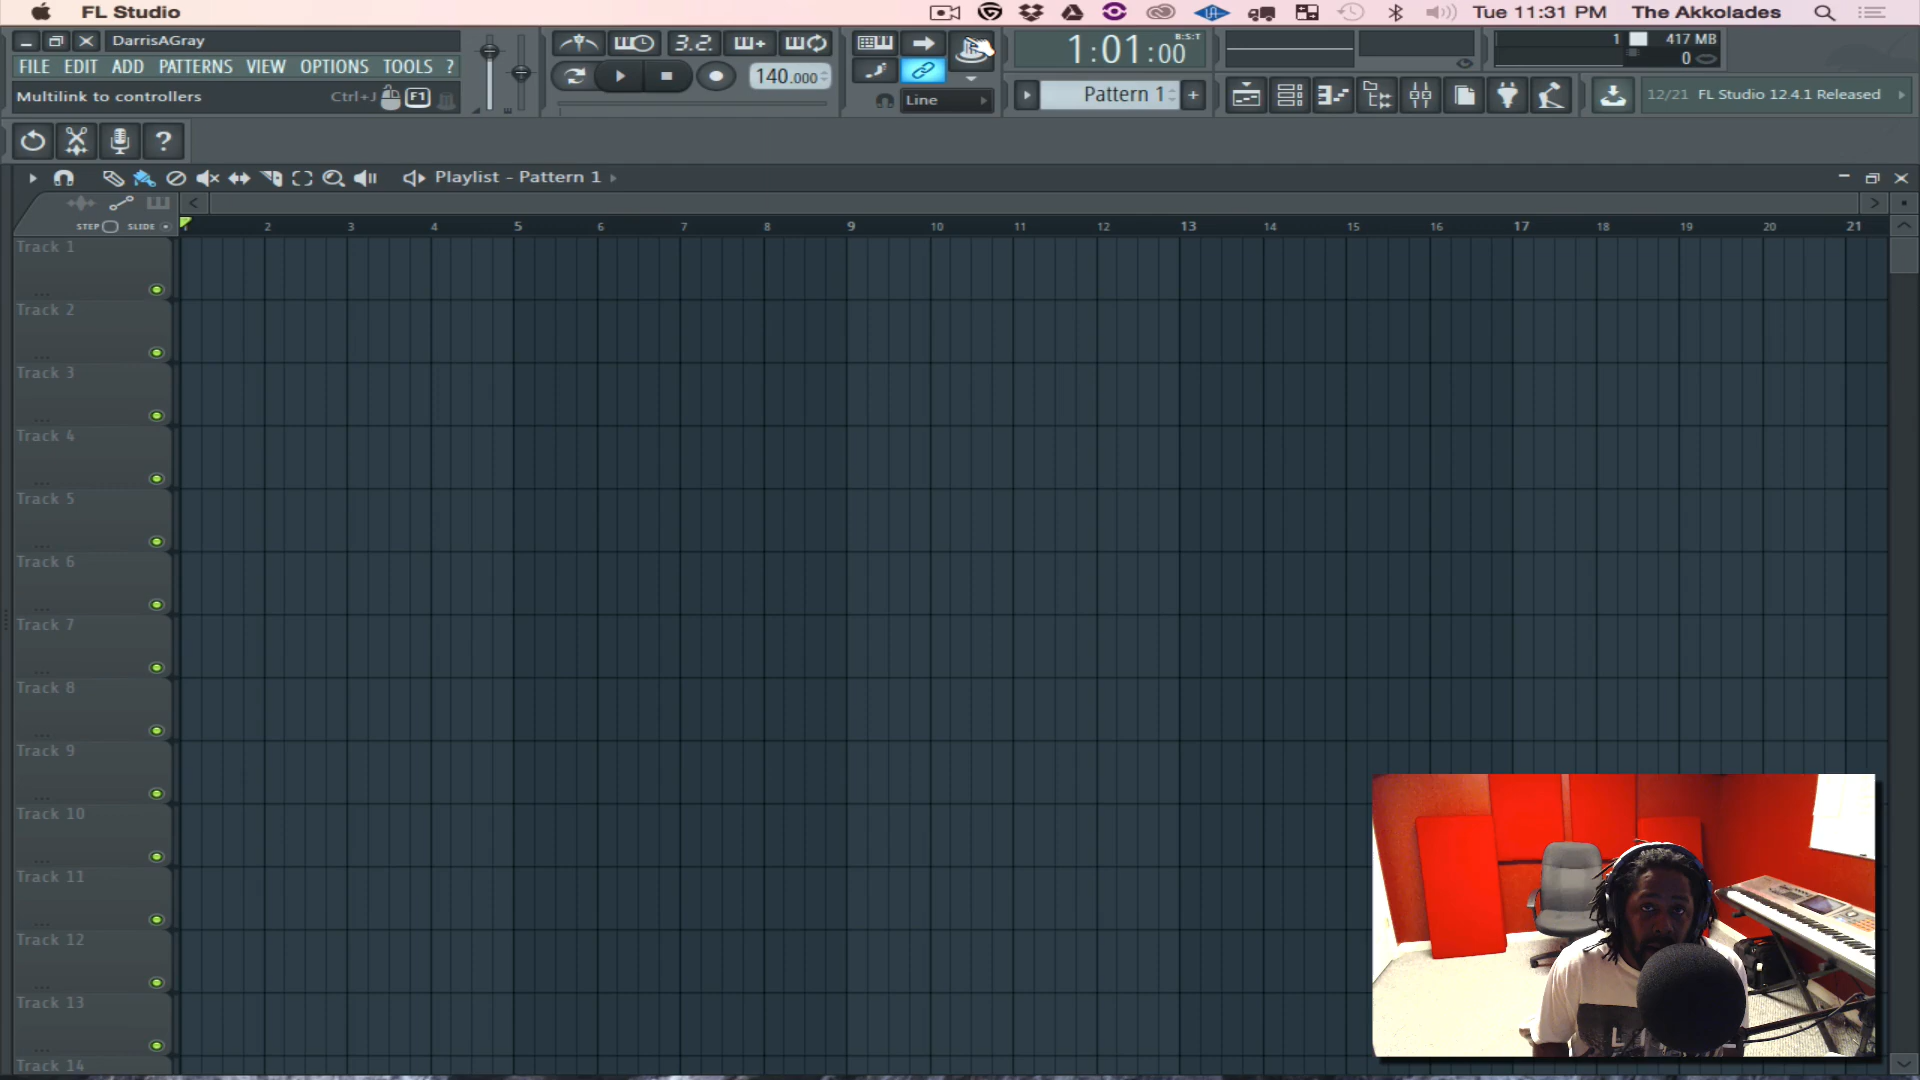 FL Studio
Tue 11:31 PM The Akkolades
DarrisAGray
FILE EDIT ADD PATTERNS VIEW OPTIONS TOOLS ?
Multilink to controllers Ctrl+J F1
3.2.
140.000
Line
1:01:00 B:S:T
Pattern 1
1 417 MB
0
12/21 FL Studio 12.4.1 Released
Playlist - Pattern 1
STEP SLIDE
2 3 4 5 6 7 8 9 10 11 12 13 14 15 16 17 18 19 20 21
Track 1
Track 2
Track 3
Track 4
Track 5
Track 6
Track 7
Track 8
Track 9
Track 10
Track 11
Track 12
Track 13
Track 14